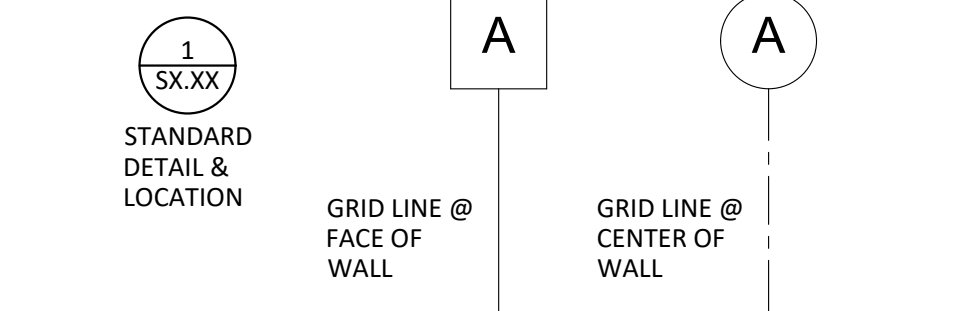 1
SX.XX
STANDARD
DETAIL &
LOCATION
A
GRID LINE @
FACE OF
WALL
A
GRID LINE @
CENTER OF
WALL